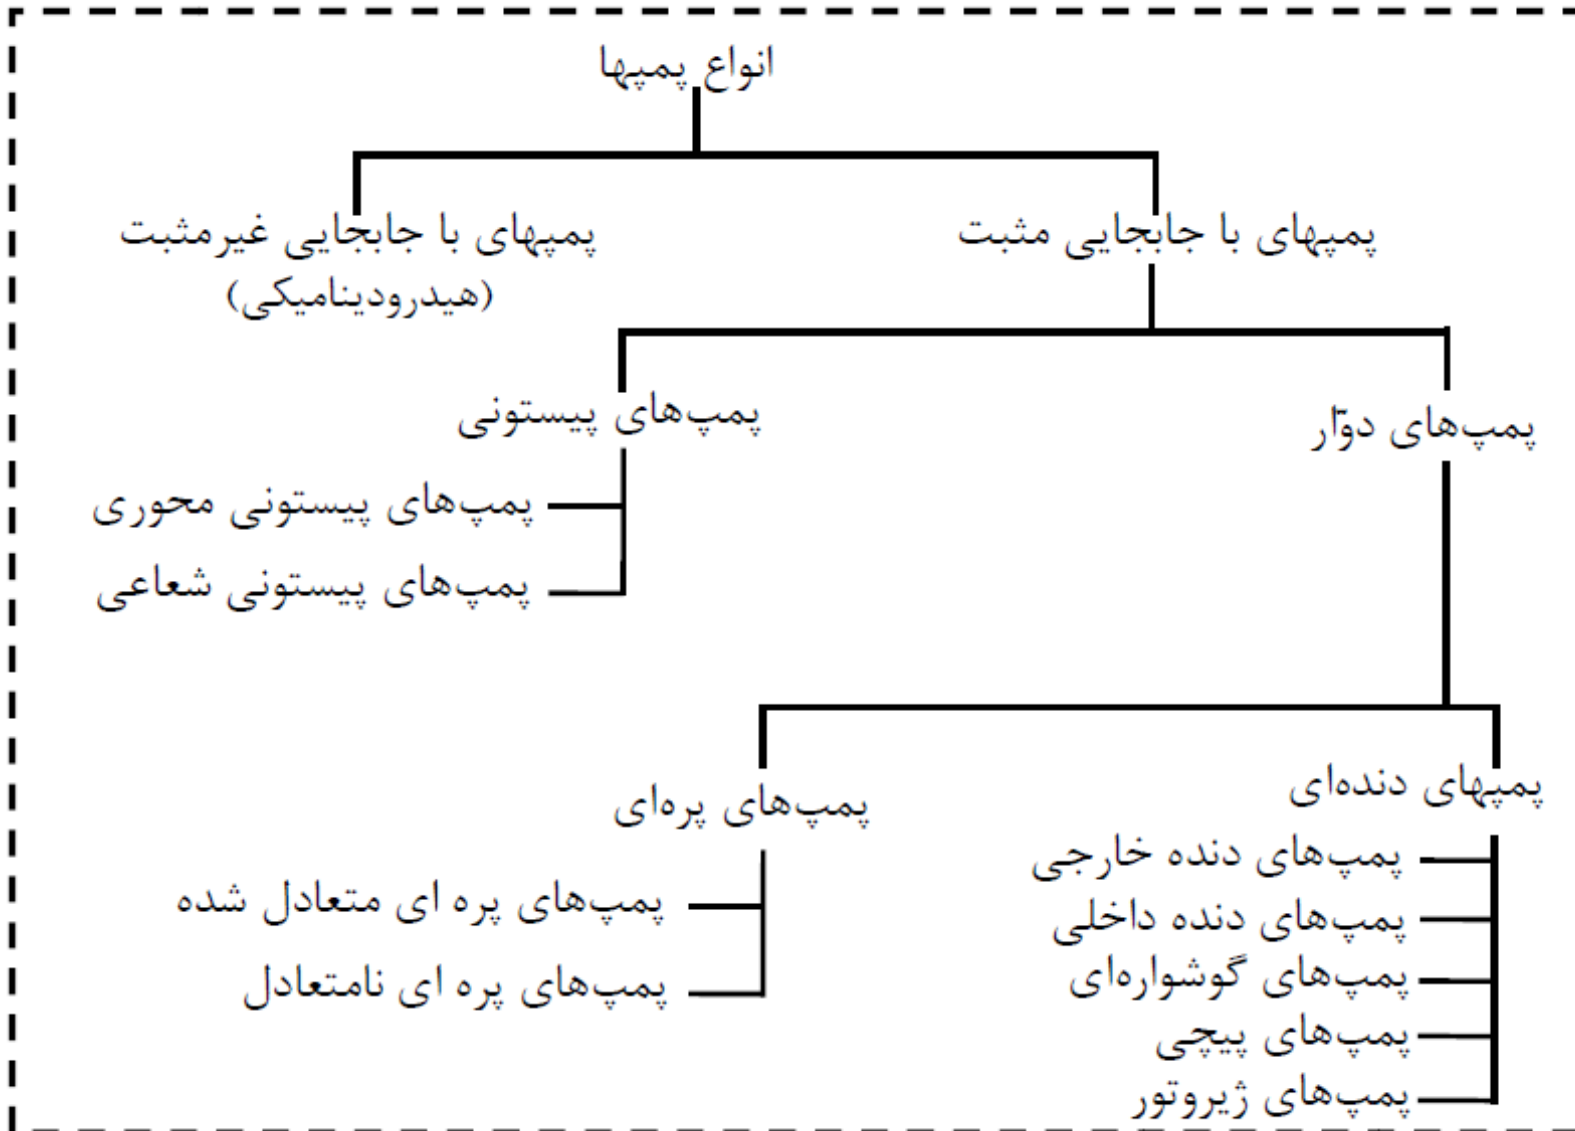 انواع پمپها
پمپهای با جابجایی مثبت
پمپهای با جابجایی غیرمثبت
(هیدرودینامیکی)
پمپ‌های دوّار
پمپ‌های پیستونی
پمپ‌های پیستونی محوری
پمپ‌های پیستونی شعاعی
پمپهای دنده‌ای
پمپ‌های دنده خارجی
پمپ‌های دنده داخلی
پمپ‌های گوشواره‌ای
پمپ‌های پیچی
پمپ‌های ژیروتور
پمپ‌های پره‌ای
پمپ‌های پره ای متعادل شده
پمپ‌های پره ای نامتعادل